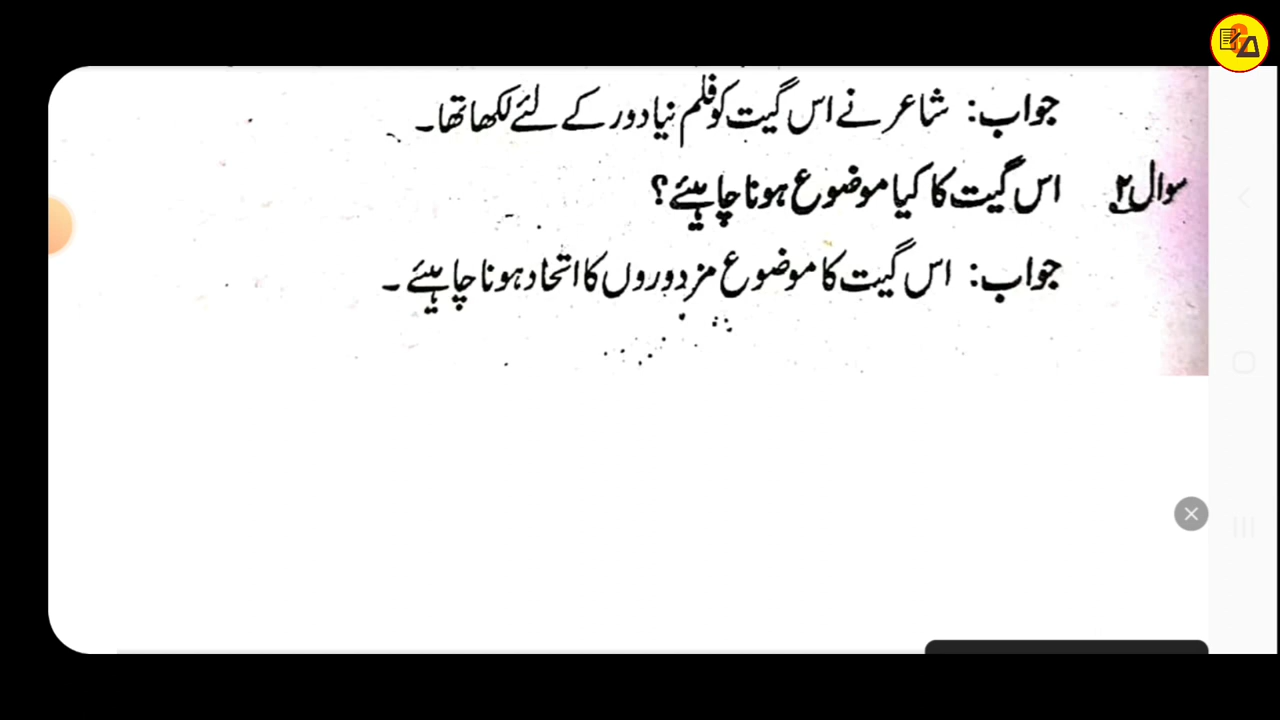 جواب: شاعر نے اس گیت کو فلم نیا دور کے لئے لکھا تھا۔
سوال ۲ اس گیت کا کیا موضوع ہونا چاہیئے؟
جواب: اس گیت کا موضوع مزدوروں کا اتحاد ہونا چاہیئے۔